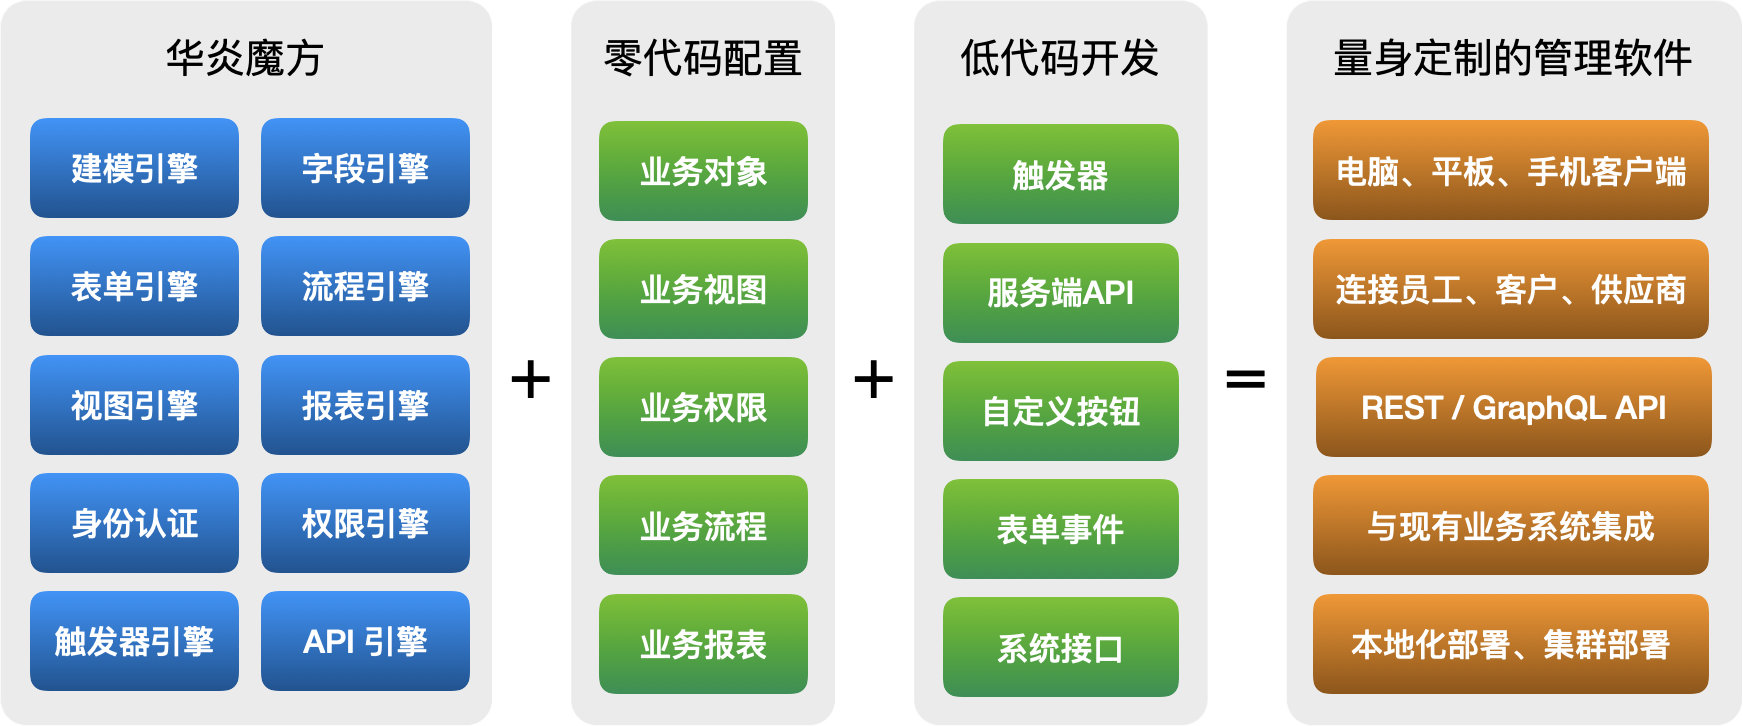 华炎魔方
建模引擎
字段引擎
表单引擎
流程引擎
视图引擎
报表引擎
身份认证
权限引擎
触发器引擎
API 引擎
+
零代码配置
业务对象
业务视图
业务权限
业务流程
业务报表
+
低代码开发
触发器
服务端API
自定义按钮
表单事件
系统接口
=
量身定制的管理软件
电脑、平板、手机客户端
连接员工、客户、供应商
REST / GraphQL API
与现有业务系统集成
本地化部署、集群部署